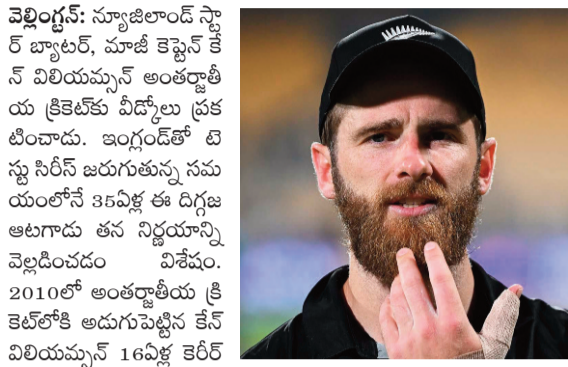 వెల్లింగ్టన్: న్యూజిలాండ్ స్టా
ర్ బ్యాటర్, మాజీ కెప్టెన్ కే
న్ విలియమ్సన్ అంతర్జాతీ
య క్రికెట్‌కు వీడ్కోలు ప్రక
టించాడు. ఇంగ్లండ్‌తో టె
స్టు సిరీస్ జరుగుతున్న సమ
యంలోనే 35ఏళ్ల ఈ దిగ్గజ
ఆటగాడు తన నిర్ణయాన్ని
వెల్లడించడం విశేషం.
2010లో అంతర్జాతీయ క్రి
కెట్‌లోకి అడుగుపెట్టిన కేన్
విలియమ్సన్ 16ఏళ్ల కెరీర్